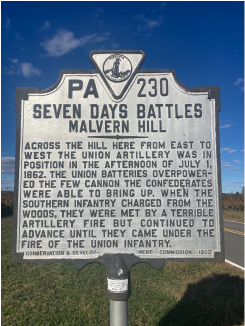 PA 230
SEVEN DAYS BATTLES
MALVERN HILL
ACROSS THE HILL HERE FROM EAST TO
WEST THE UNION ARTILLERY WAS IN
POSITION IN THE AFTERNOON OF JULY 1,
1862. THE UNION BATTERIES OVERPOWER-
ED THE FEW CANNON THE CONFEDERATES
WERE ABLE TO BRING UP. WHEN THE
SOUTHERN INFANTRY CHARGED FROM THE
WOODS, THEY WERE MET BY A TERRIBLE
ARTILLERY FIRE BUT CONTINUED TO
ADVANCE UNTIL THEY CAME UNDER THE
FIRE OF THE UNION INFANTRY.
CONSERVATION & DEVELOPMENT COMMISSION